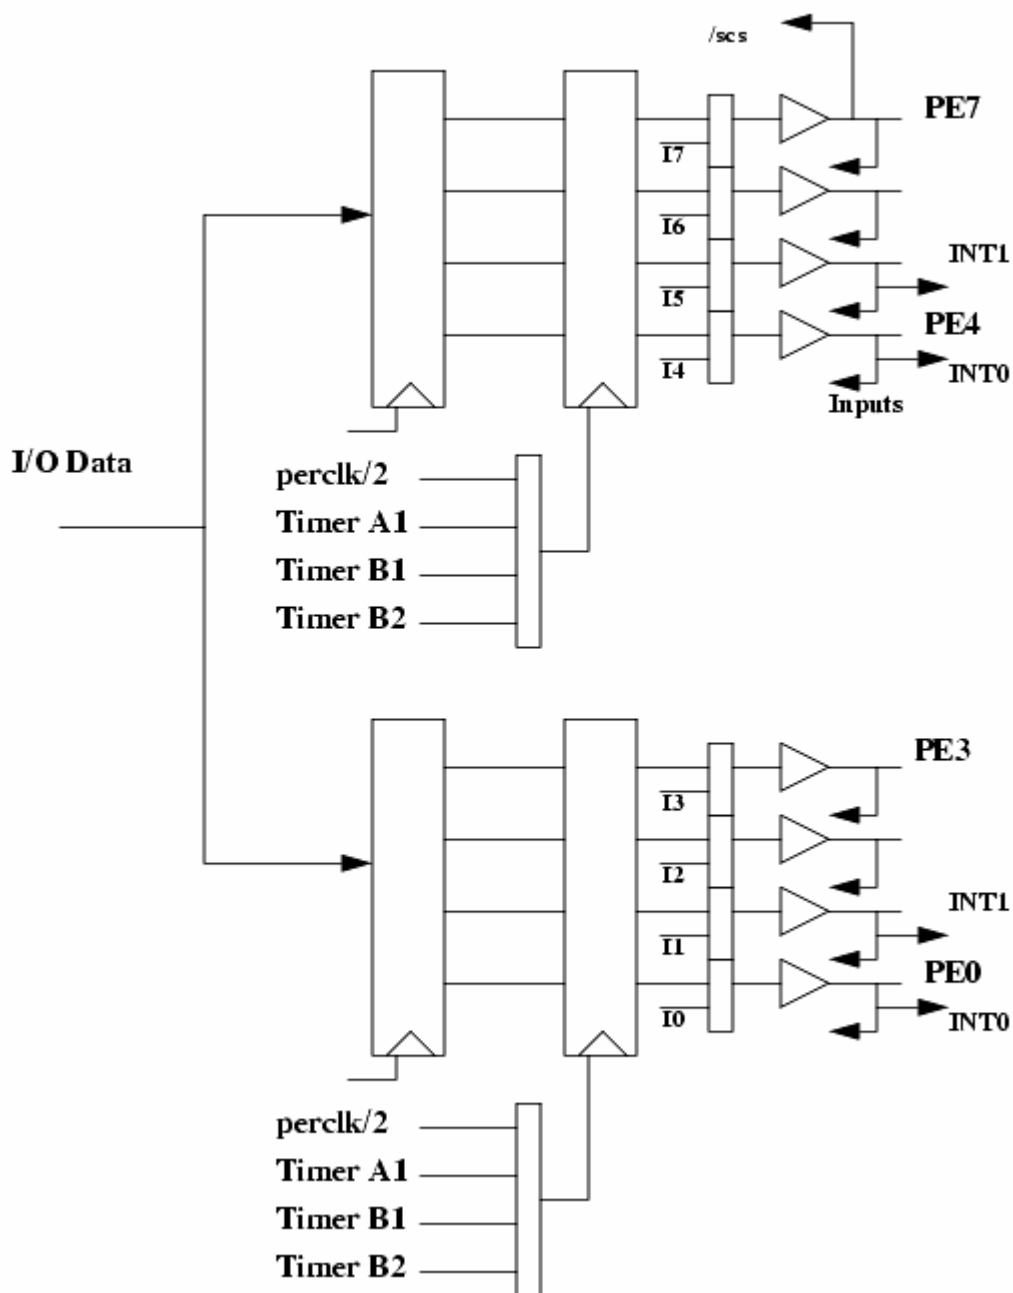 /scs
PE7
I7
I6
INT1
I5
PE4
I4
INT0
Inputs
I/O Data
perclk/2
Timer A1
Timer B1
Timer B2
PE3
I3
I2
INT1
I1
PE0
I0
INT0
perclk/2
Timer A1
Timer B1
Timer B2